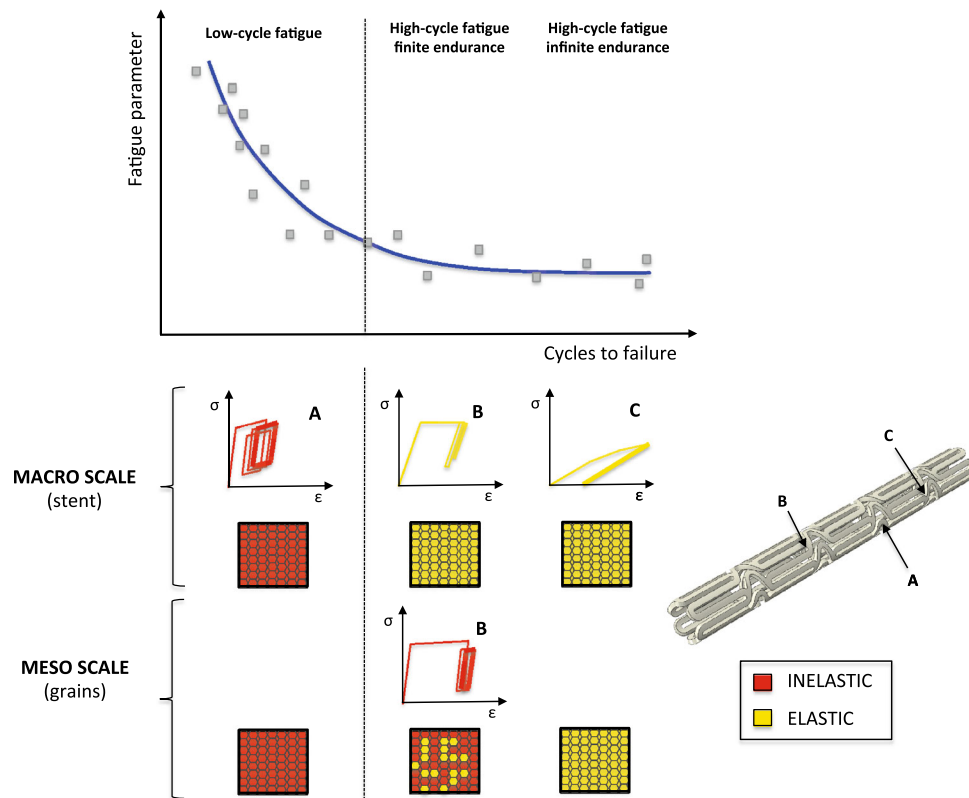 Low-cycle fatigue
High-cycle fatigue
finite endurance
High-cycle fatigue
infinite endurance
Fatigue parameter
Cycles to failure
MACRO SCALE
(stent)
σ
A
ε
σ
B
ε
σ
C
ε
C
B
A
MESO SCALE
(grains)
σ
B
ε
INELASTIC
ELASTIC